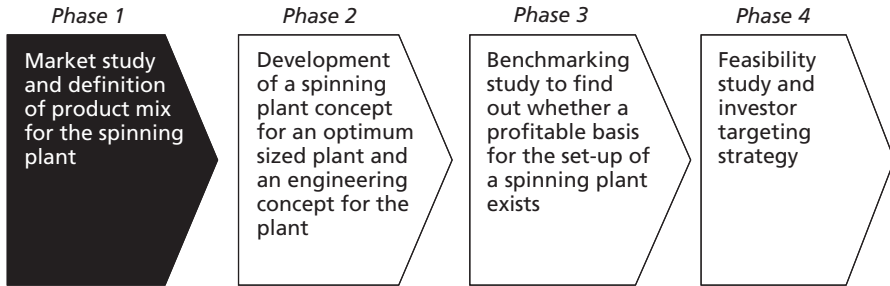 Phase 1
Market study
and definition
of product mix
for the spinning
plant
Phase 2
Development
of a spinning
plant concept
for an optimum
sized plant and
an engineering
concept for the
plant
Phase 3
Benchmarking
study to find
out whether a
profitable basis
for the set-up of
a spinning plant
exists
Phase 4
Feasibility
study and
investor
targeting
strategy